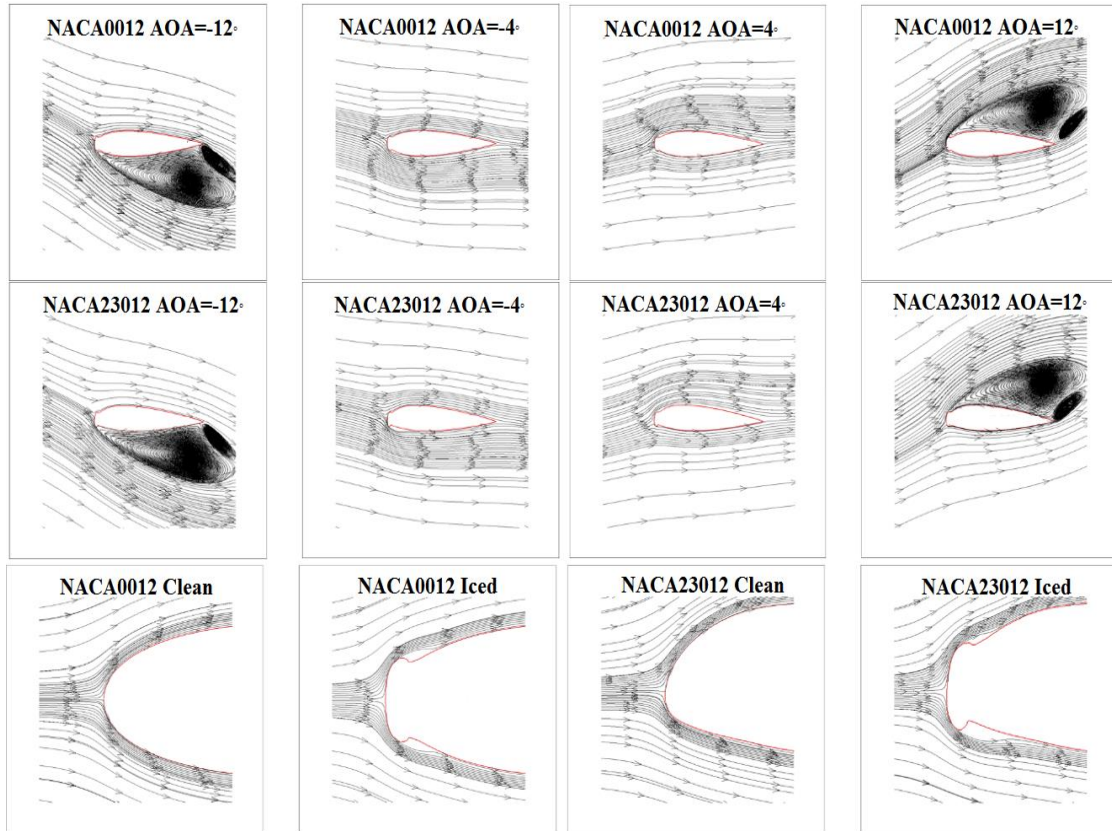 NACA0012 AOA=-12°
NACA0012 AOA=-4°
NACA0012 AOA=4°
NACA0012 AOA=12°
NACA23012 AOA=-12°
NACA23012 AOA=-4°
NACA23012 AOA=4°
NACA23012 AOA=12°
NACA0012 Clean
NACA0012 Iced
NACA23012 Clean
NACA23012 Iced